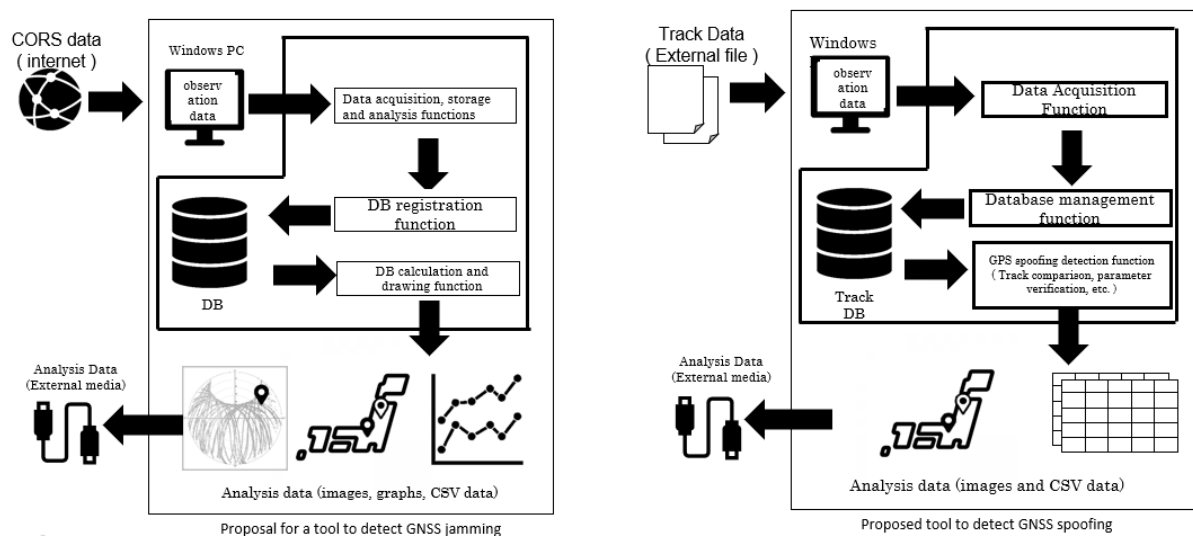 CORS data
( internet )
Windows PC
observ
ation
data
Data acquisition, storage
and analysis functions
DB registration
function
DB calculation and
drawing function
DB
Analysis Data
(External media)
Analysis data (images, graphs, CSV data)
Proposal for a tool to detect GNSS jamming
Track Data
( External file )
Windows
observ
ation
data
Data Acquisition
Function
Database management
function
GPS spoofing detection function
( Track comparison, parameter
verification, etc. )
Track
DB
Analysis Data
(External media)
Analysis data (images and CSV data)
Proposed tool to detect GNSS spoofing